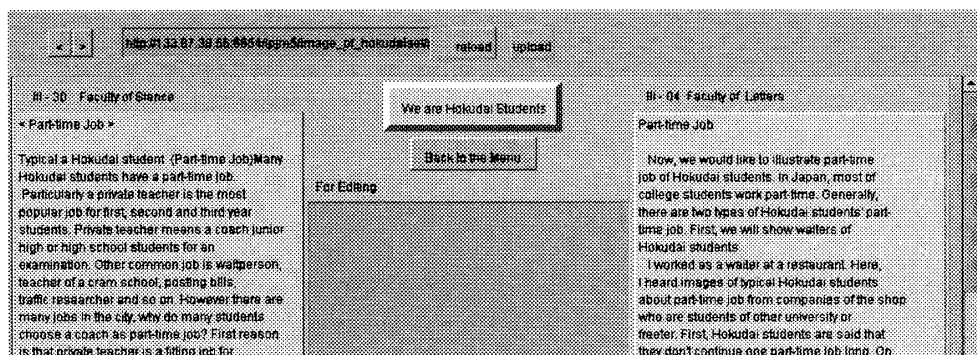 < >
reload upload
III - 30 Faculty of Sience
< Part-time Job >
Typical a Hokudai student (Part-time Job)Many
Hokudai students have a part-time job.
Particularly a private teacher is the most
popular job for first, second and third year
students. Private teacher means a coach junior
high or high school students for an
examination. Other common job is waitperson,
teacher of a cram school, posting bills,
traffic researcher and so on. However there are
many jobs in the city, why do many students
choose a coach as part-time job? First reason
is that private teacher is a fitting job for
We are Hokudai Students
Back to the Menu
For Editing
III - 04 Faculty of Letters
Part-time Job
Now, we would like to illustrate part-time
job of Hokudai students. In Japan, most of
college students work part-time. Generally,
there are two types of Hokudai students' part-
time job. First, we will show waiters of
Hokudai students
I worked as a waiter at a restaurant. Here,
I heard images of typical Hokudai students
about part-time job from companies of the shop
who are students of other university or
freeter. First, Hokudai students are said that
they don't continue one part-time job long. On